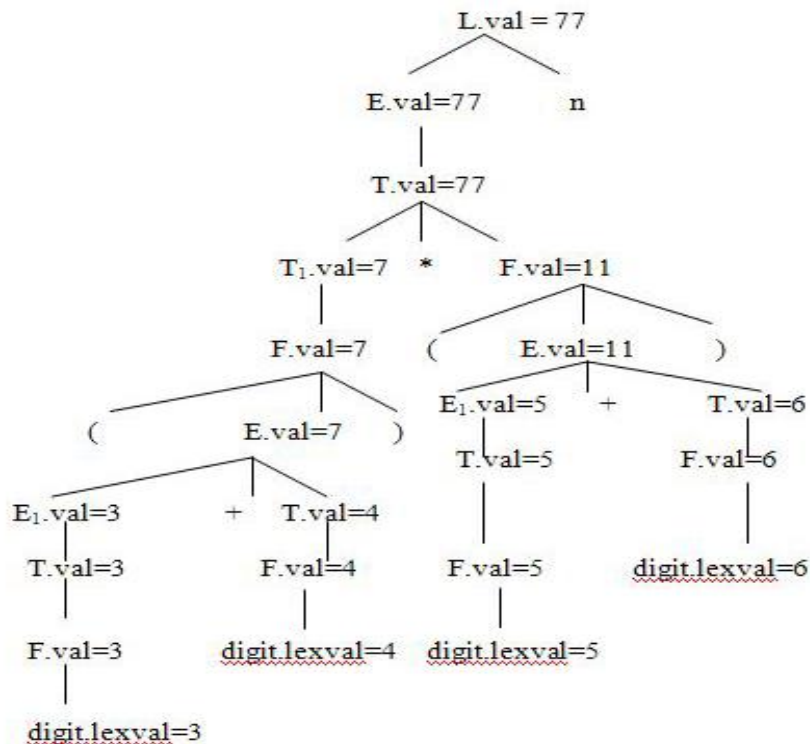 L.val = 77
E.val=77 n
T.val=77
T₁.val=7 * F.val=11
F.val=7 ( E.val=11 )
E₁.val=5 + T.val=6
( E.val=7 )
T.val=5 F.val=6
E₁.val=3 + T.val=4
T.val=3 F.val=4 F.val=5 digit.lexval=6
F.val=3 digit.lexval=4 digit.lexval=5
digit.lexval=3